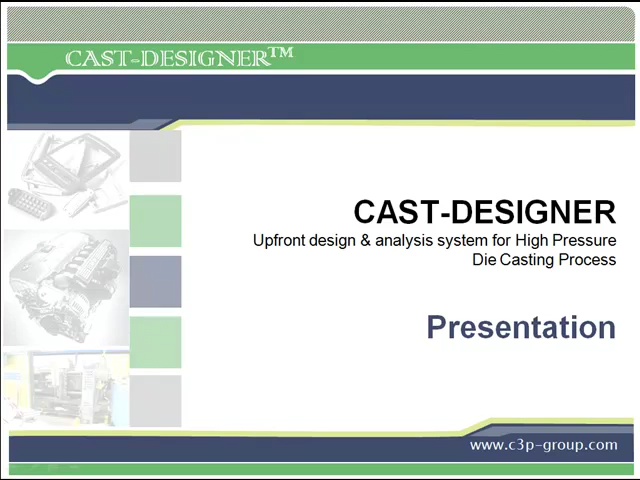 CAST-DESIGNER™
CAST-DESIGNER
Upfront design & analysis system for High Pressure
Die Casting Process
Presentation
www.c3p-group.com